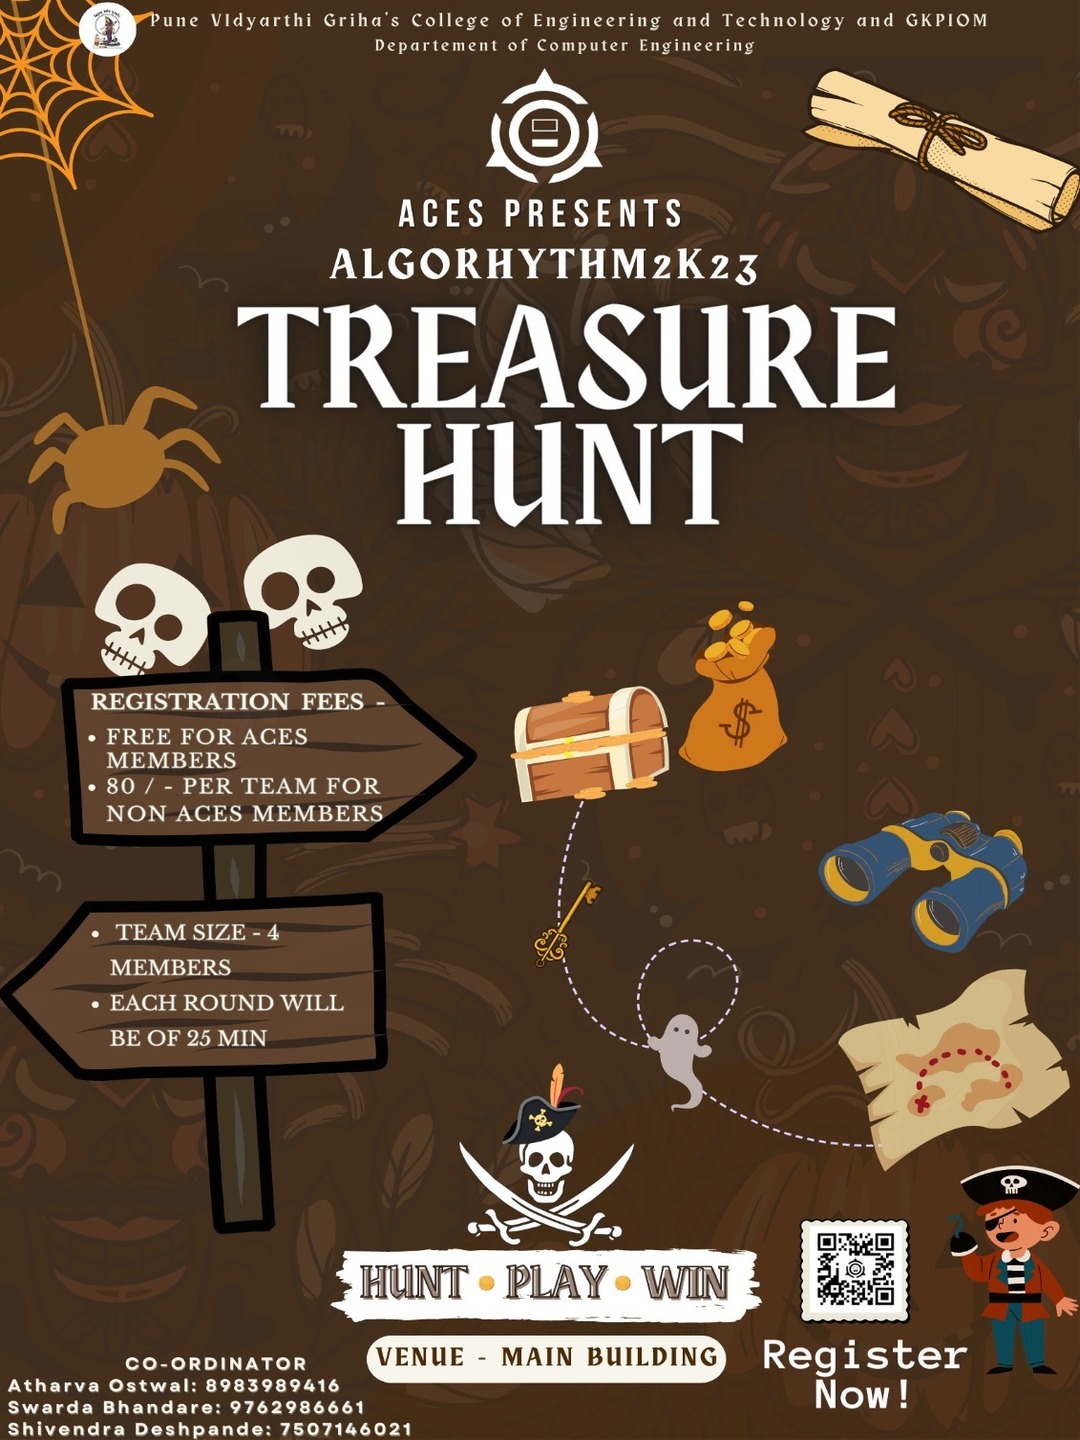 Pune VIdyarthi Griha's College of Engineering and Technology and GKPIOM
Departement of Computer Engineering
ACES PRESENTS
ALGORHYTHM2K23
TREASURE
HUNT
REGISTRATION FEES -
• FREE FOR ACES
MEMBERS
• 80 / - PER TEAM FOR
NON ACES MEMBERS
• TEAM SIZE - 4
MEMBERS
• EACH ROUND WILL
BE OF 25 MIN
$
HUNT • PLAY • WIN
VENUE - MAIN BUILDING
Register
Now!
CO-ORDINATOR
Atharva Ostwal: 8983989416
Swarda Bhandare: 9762986661
Shivendra Deshpande: 7507146021